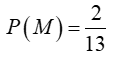 P(M) = 2/13